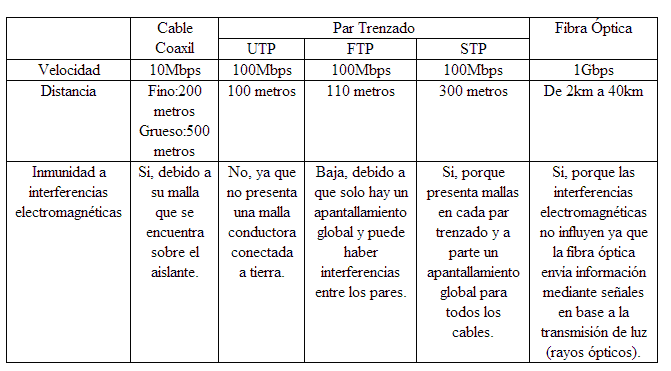 Cable
Coaxil
Par Trenzado
Fibra Óptica
UTP
FTP
STP
Velocidad
10Mbps
100Mbps
100Mbps
100Mbps
1Gbps
Distancia
Fino:200
metros
Grueso:500
metros
100 metros
110 metros
300 metros
De 2km a 40km
Inmunidad a
interferencias
electromagnéticas
Si, debido a
su malla
que se
encuentra
sobre el
aislante.
No, ya que
no presenta
una malla
conductora
conectada
a tierra.
Baja, debido
a que solo hay un
apantallamiento
global y puede
haber
interferencias
entre los pares.
Si, porque
presenta mallas
en cada par
trenzado y a
parte un
apantallamiento
global para
todos los
cables.
Si, porque las
interferencias
electromagnéticas
no influyen ya que
la fibra óptica
envía información
mediante señales
en base a la
transmisión de luz
(rayos ópticos).